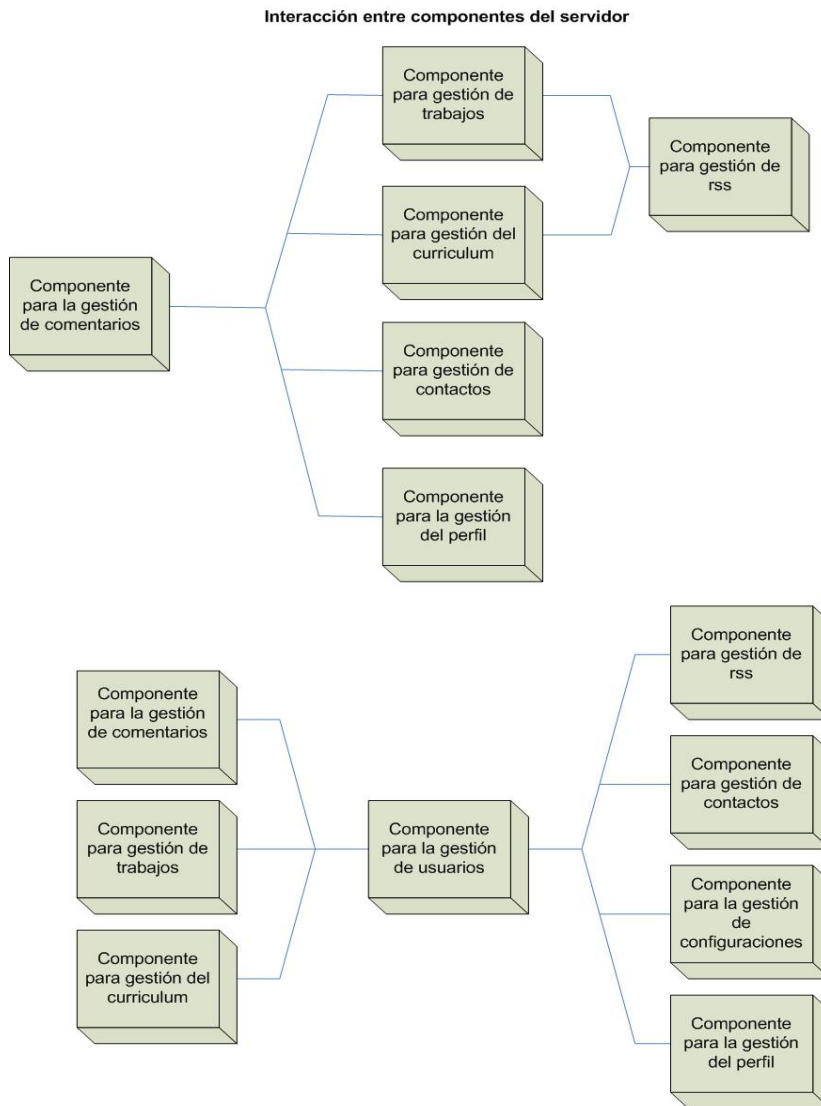 Interacción entre componentes del servidor
Componente
para gestión de
trabajos
Componente
para gestión de
rss
Componente
para gestión del
curriculum
Componente
para la gestión
de comentarios
Componente
para gestión de
contactos
Componente
para la gestión
del perfil
Componente
para la gestión
de comentarios
Componente
para gestión de
trabajos
Componente
para gestión del
curriculum
Componente
para la gestión
de usuarios
Componente
para gestión de
rss
Componente
para gestión de
contactos
Componente
para la gestión
de
configuraciones
Componente
para la gestión
del perfil